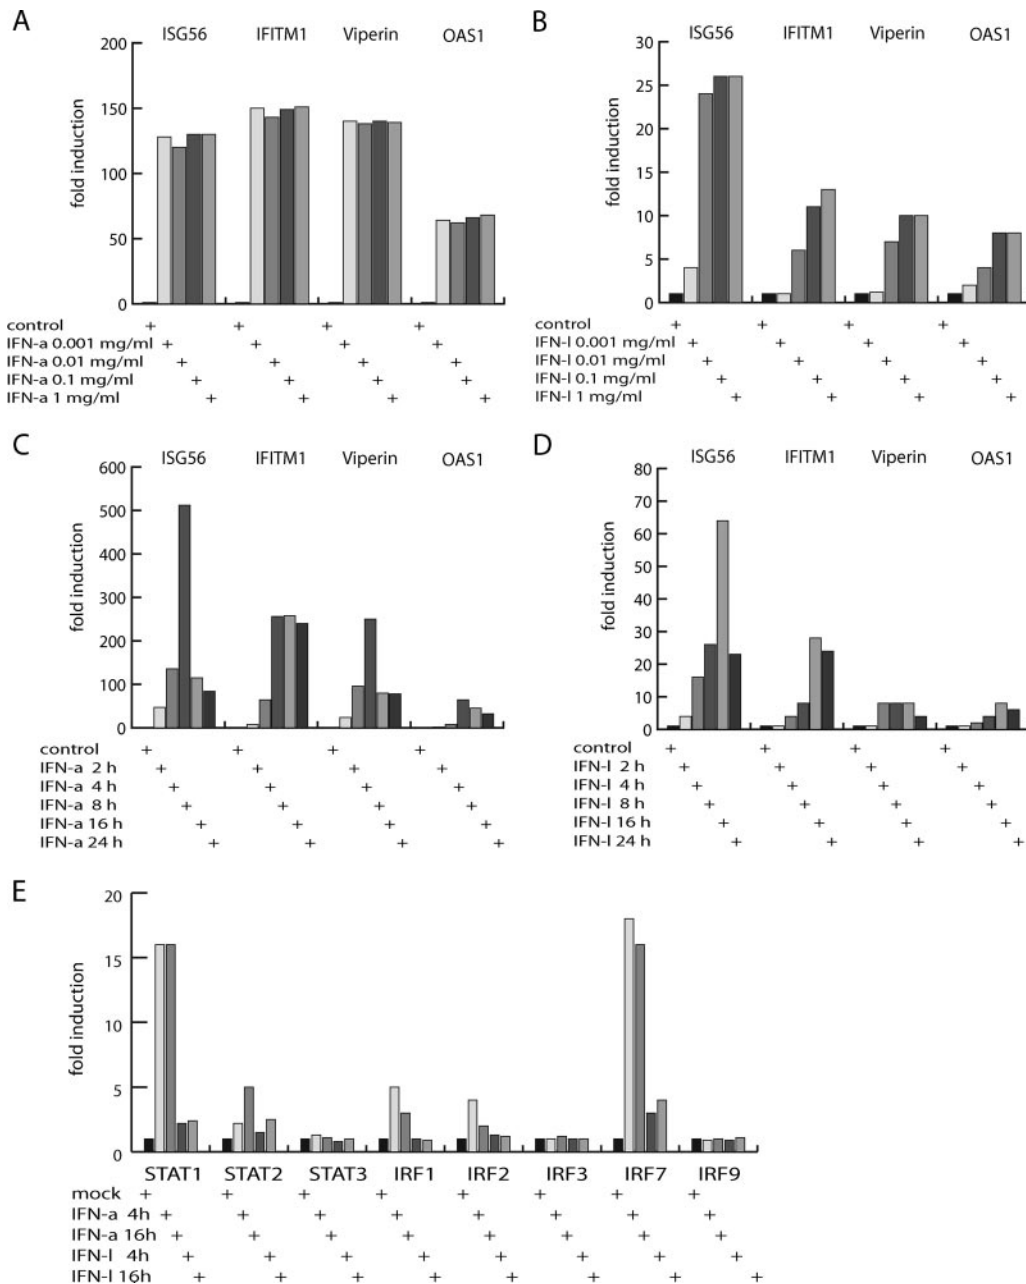 A
ISG56 IFITM1 Viperin OAS1
200
150
100
50
0
fold induction
control + + + +
IFN-a 0.001 mg/ml + + + +
IFN-a 0.01 mg/ml + + + +
IFN-a 0.1 mg/ml + + + +
IFN-a 1 mg/ml + + + +
B
ISG56 IFITM1 Viperin OAS1
30
25
20
15
10
5
0
fold induction
control + + + +
IFN-l 0.001 mg/ml + + + +
IFN-l 0.01 mg/ml + + + +
IFN-l 0.1 mg/ml + + + +
IFN-l 1 mg/ml + + + +
C
ISG56 IFITM1 Viperin OAS1
600
500
400
300
200
100
0
fold induction
control + + + +
IFN-a 2 h + + + +
IFN-a 4 h + + + +
IFN-a 8 h + + + +
IFN-a 16 h + + + +
IFN-a 24 h + + + +
D
ISG56 IFITM1 Viperin OAS1
80
70
60
50
40
30
20
10
0
fold induction
control + + + +
IFN-l 2 h + + + +
IFN-l 4 h + + + +
IFN-l 8 h + + + +
IFN-l 16 h + + + +
IFN-l 24 h + + + +
E
20
15
10
5
0
fold induction
STAT1 STAT2 STAT3 IRF1 IRF2 IRF3 IRF7 IRF9
mock + + + + + + + +
IFN-a 4h + + + + + + + +
IFN-a 16h + + + + + + + +
IFN-l 4h + + + + + + + +
IFN-l 16h + + + + + + + +